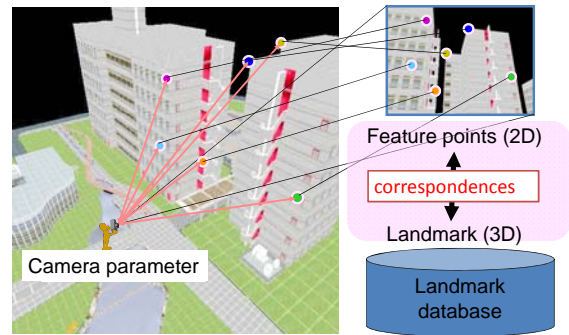 Feature points (2D)
correspondences
Landmark (3D)
Camera parameter
Landmark
database